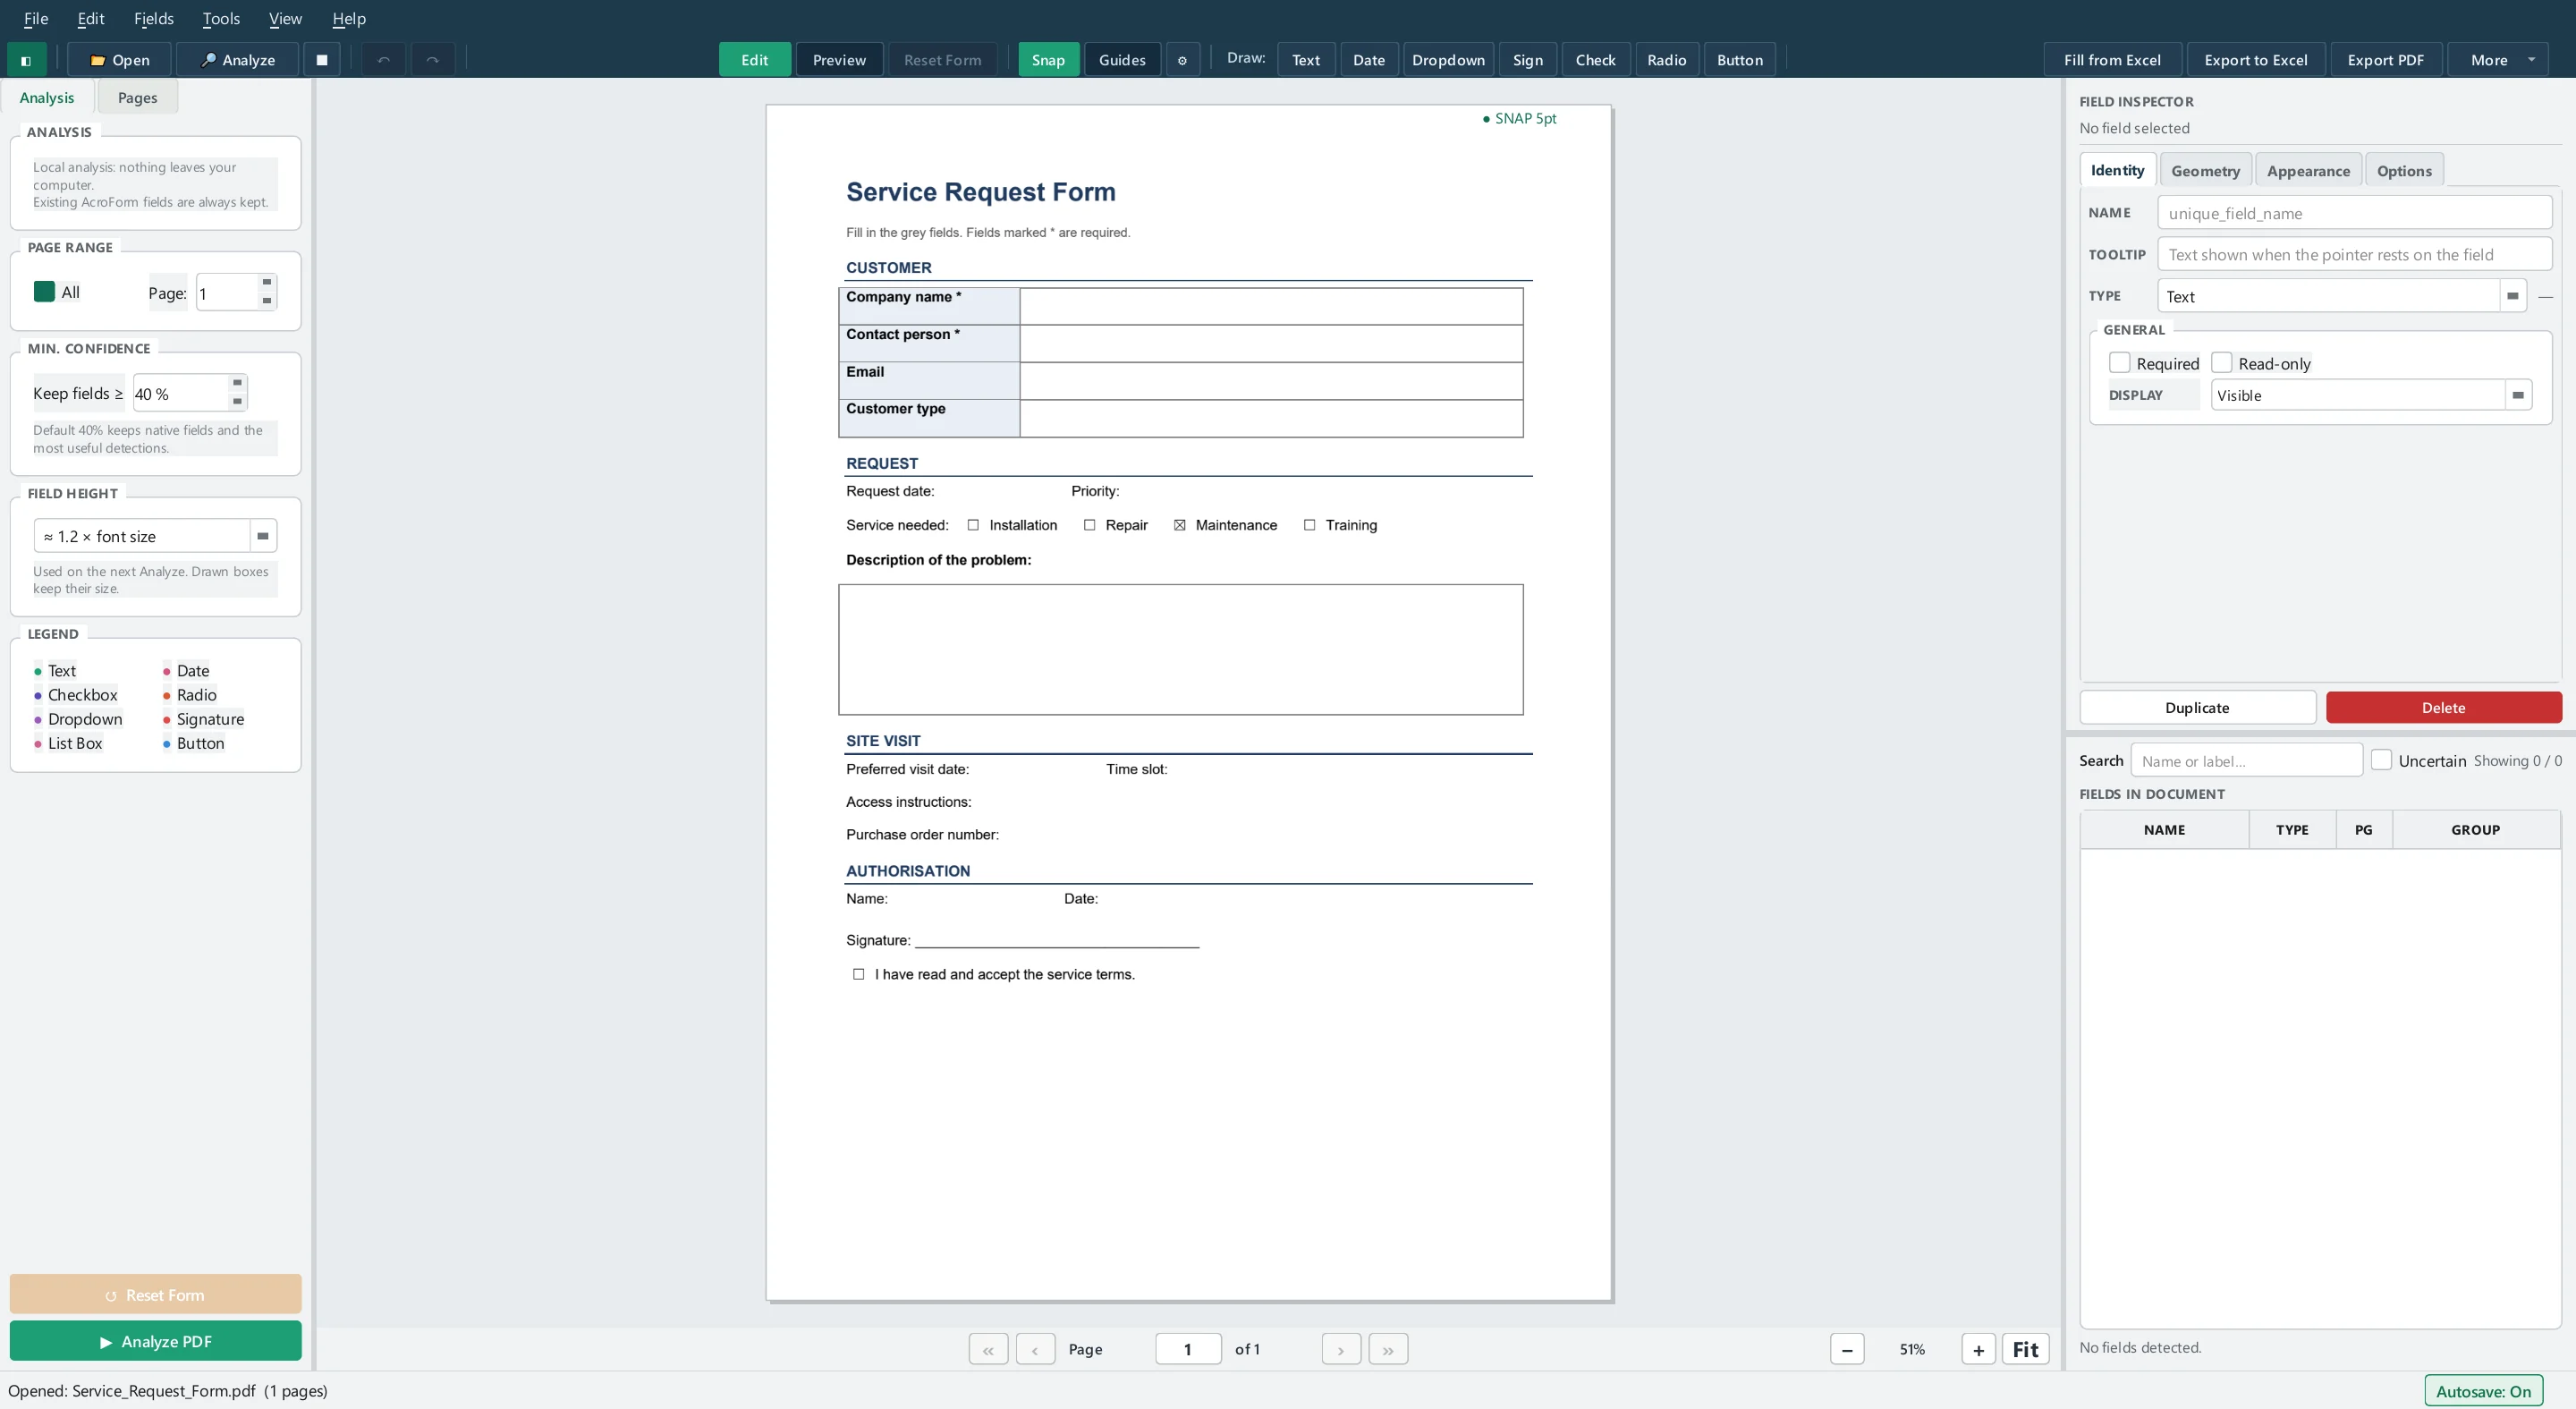 File Edit Fields Tools View Help
Open Analyze Edit Preview Reset Form Snap Guides Draw: Text Date Dropdown Sign Check Radio Button Fill from Excel Export to Excel Export PDF More
Analysis Pages
ANALYSIS
Local analysis: nothing leaves your
computer.
Existing AcroForm fields are always kept.
PAGE RANGE
All Page: 1
MIN. CONFIDENCE
Keep fields ≥ 40 %
Default 40% keeps native fields and the
most useful detections.
FIELD HEIGHT
≈ 1.2 × font size
Used on the next Analyze. Drawn boxes
keep their size.
LEGEND
Text Date
Checkbox Radio
Dropdown Signature
List Box Button
Reset Form
Analyze PDF
SNAP 5pt
Service Request Form
Fill in the grey fields. Fields marked * are required.
CUSTOMER
Company name *
Contact person *
Email
Customer type
REQUEST
Request date: Priority:
Service needed: ☐ Installation ☐ Repair ☒ Maintenance ☐ Training
Description of the problem:
SITE VISIT
Preferred visit date: Time slot:
Access instructions:
Purchase order number:
AUTHORISATION
Name: Date:
Signature: ____________________
☐ I have read and accept the service terms.
« ‹ Page 1 of 1 › »
− 51% + Fit
FIELD INSPECTOR
No field selected
Identity Geometry Appearance Options
NAME unique_field_name
TOOLTIP Text shown when the pointer rests on the field
TYPE Text —
GENERAL
Required Read-only
DISPLAY Visible
Duplicate Delete
Search Name or label... Uncertain Showing 0 / 0
FIELDS IN DOCUMENT
NAME TYPE PG GROUP
No fields detected.
Opened: Service_Request_Form.pdf (1 pages)
Autosave: On